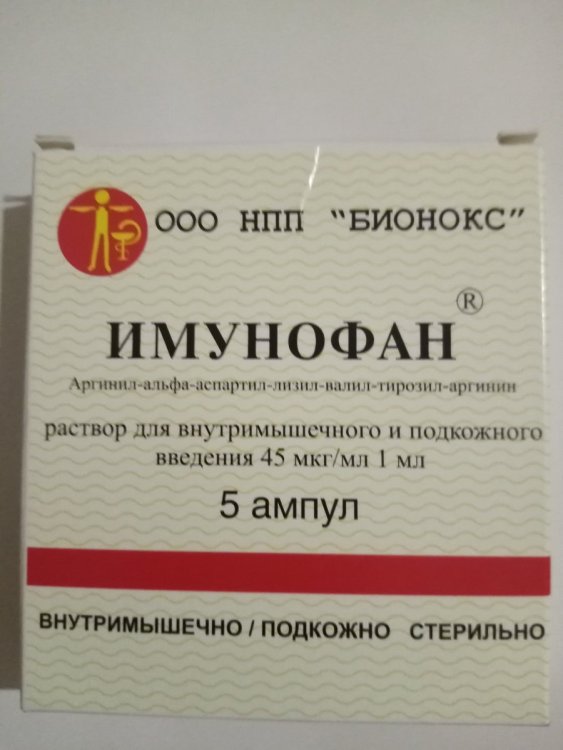 ООО НПП "БИОНОКС"
ИМУНОФАН ®
Аргинил-альфа-аспартил-лизил-валил-тирозил-аргинин
раствор для внутримышечного и подкожного
введения 45 мкг/мл 1 мл
5 ампул
ВНУТРИМЫШЕЧНО / ПОДКОЖНО СТЕРИЛЬНО